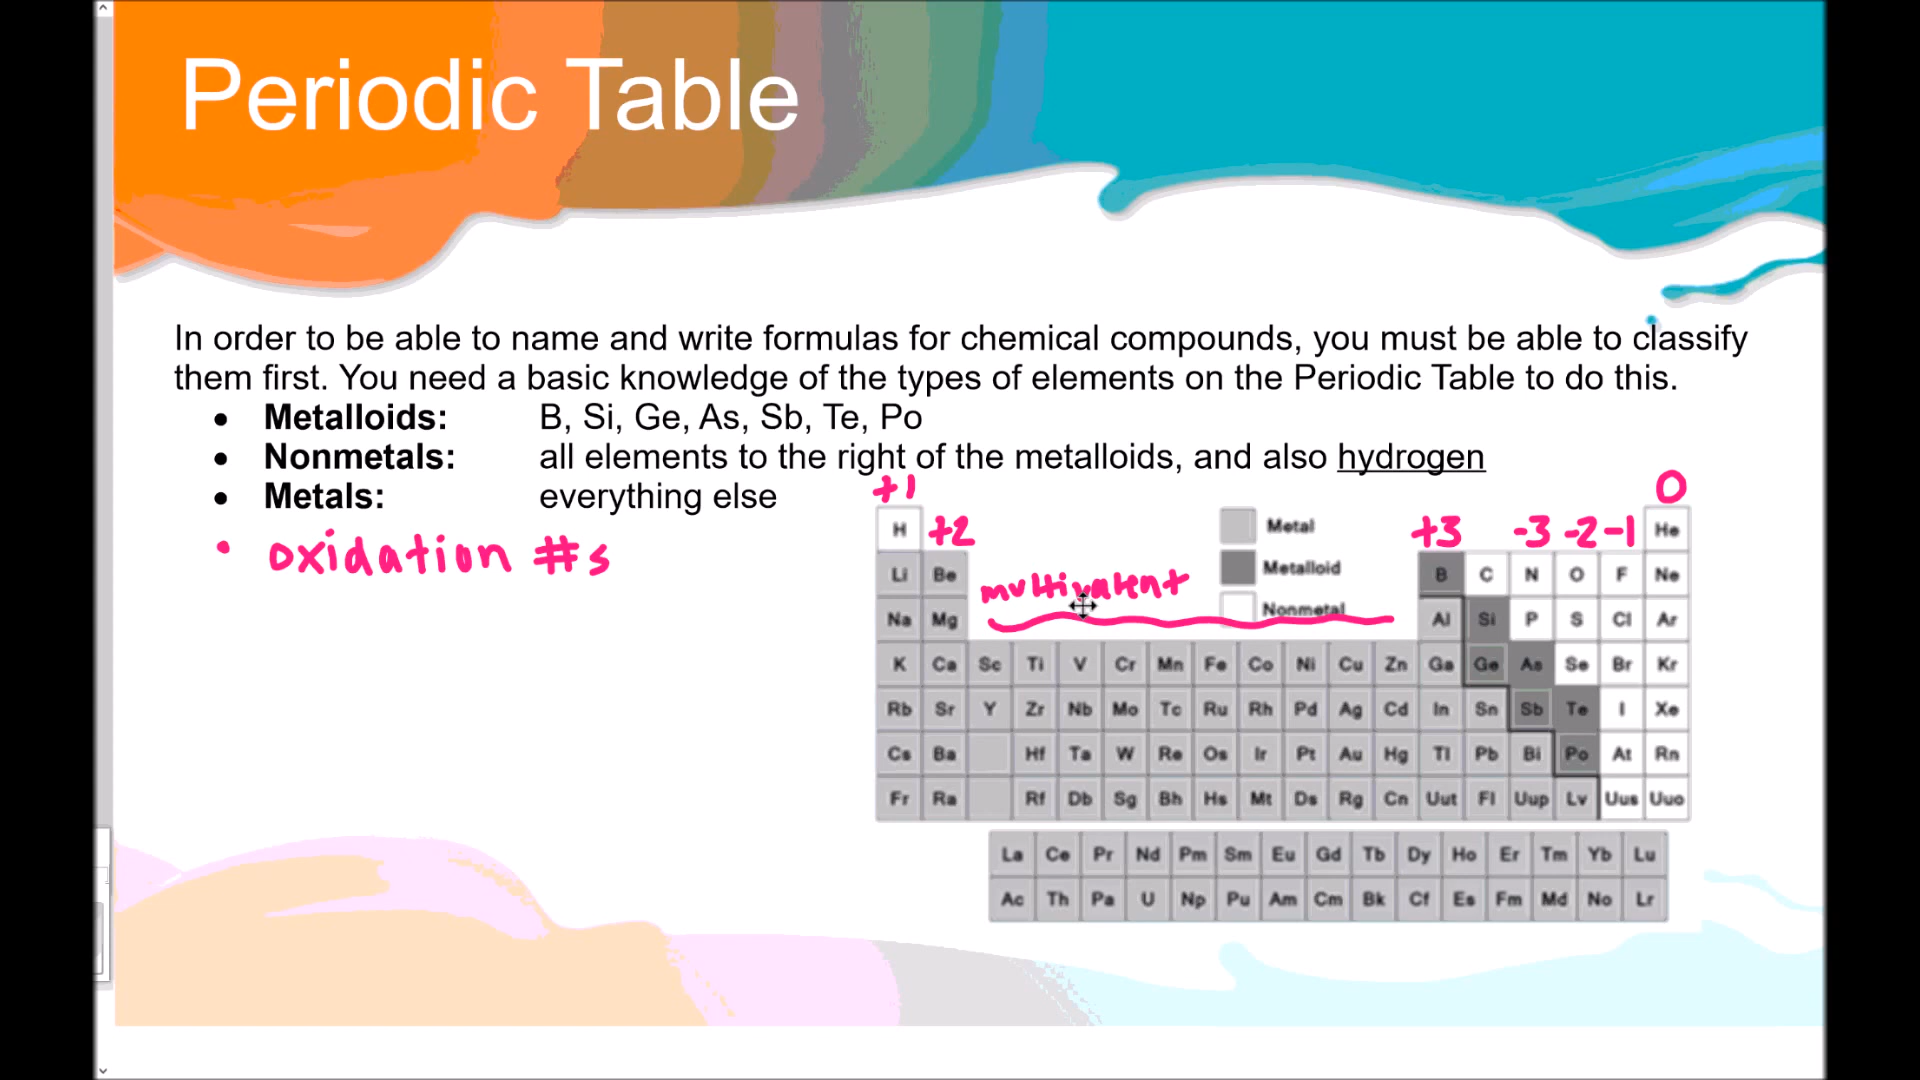 Periodic Table
In order to be able to name and write formulas for chemical compounds, you must be able to classify
them first. You need a basic knowledge of the types of elements on the Periodic Table to do this.
• Metalloids: B, Si, Ge, As, Sb, Te, Po
• Nonmetals: all elements to the right of the metalloids, and also hydrogen
• Metals: everything else
• oxidation #s
+1 0
H +2 Metal +3 -3 -2 -1 He
Li Be Metalloid B C N O F Ne
multivalent
Nonmetal
Na Mg Al Si P S Cl Ar
K Ca Sc Ti V Cr Mn Fe Co Ni Cu Zn Ga Ge As Se Br Kr
Rb Sr Y Zr Nb Mo Tc Ru Rh Pd Ag Cd In Sn Sb Te I Xe
Cs Ba Hf Ta W Re Os Ir Pt Au Hg Tl Pb Bi Po At Rn
Fr Ra Rf Db Sg Bh Hs Mt Ds Rg Cn Uut Fl Uup Lv Uus Uuo
La Ce Pr Nd Pm Sm Eu Gd Tb Dy Ho Er Tm Yb Lu
Ac Th Pa U Np Pu Am Cm Bk Cf Es Fm Md No Lr